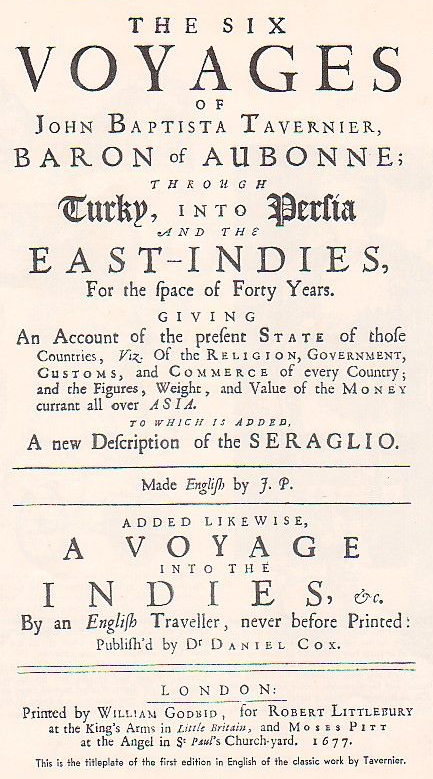 THE SIX
VOYAGES
OF
JOHN BAPTISTA TAVERNIER,
BARON of AUBONNE;
THROUGH
Turky, INTO Perſia
AND THE
EAST-INDIES,
For the ſpace of Forty Years.
GIVING
An Account of the preſent STATE of thoſe
Countries, Viz. Of the RELIGION, GOVERNMENT,
CUSTOMS, and COMMERCE of every Country;
and the Figures, Weight, and Value of the MONEY
currant all over ASIA.
TO WHICH IS ADDED,
A new Deſcription of the SERAGLIO.
Made Engliſh by J. P.
ADDED LIKEWISE,
A VOYAGE
INTO THE
INDIES, &c.
By an Engliſh Traveller, never before Printed:
Publiſh'd by Dr DANIEL COX.
LONDON:
Printed by WILLIAM GODBID, for ROBERT LITTLEBURY
at the King's Arms in Little Britain, and MOSES PITT
at the Angel in St Paul's Church-yard. 1677.
This is the titleplate of the first edition in English of the classic work by Tavernier.